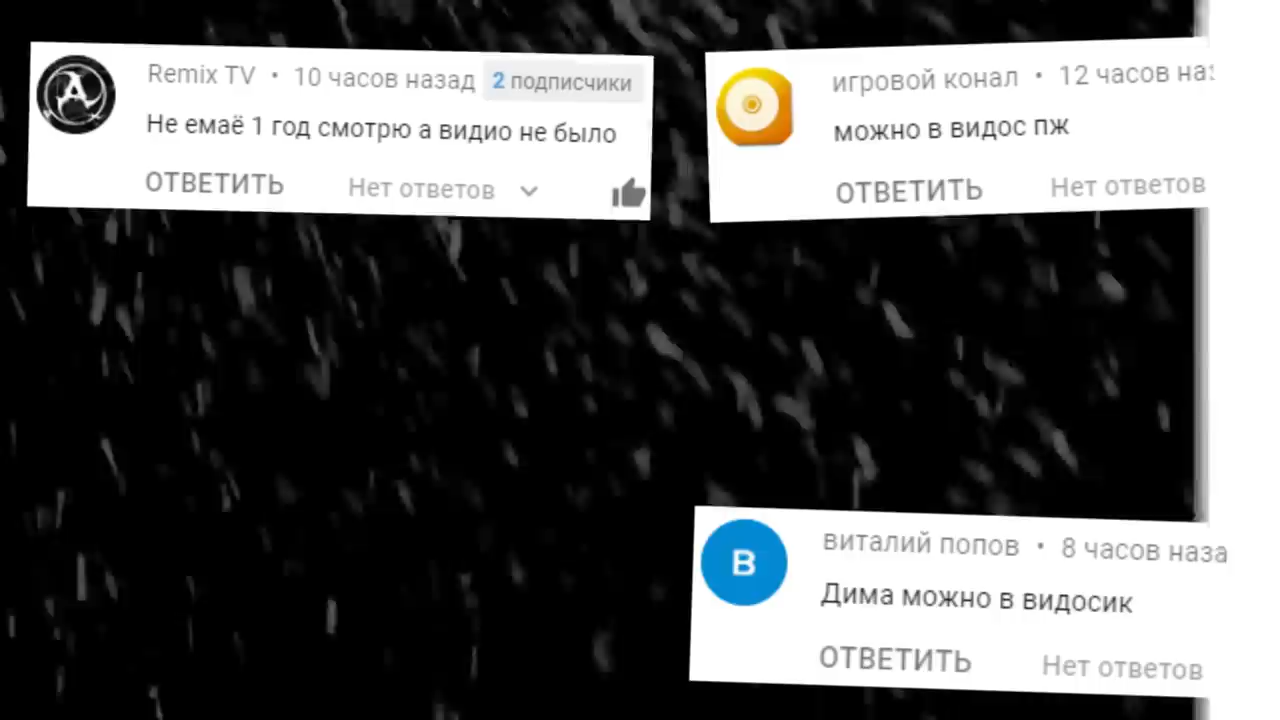 Remix TV • 10 часов назад 2 подписчики
Не емаё 1 год смотрю а видио не было
ОТВЕТИТЬ Нет ответов
игровой конал • 12 часов
можно в видос пж
ОТВЕТИТЬ Нет ответов
В
виталий попов • 8 часов наза
Дима можно в видосик
ОТВЕТИТЬ Нет ответов